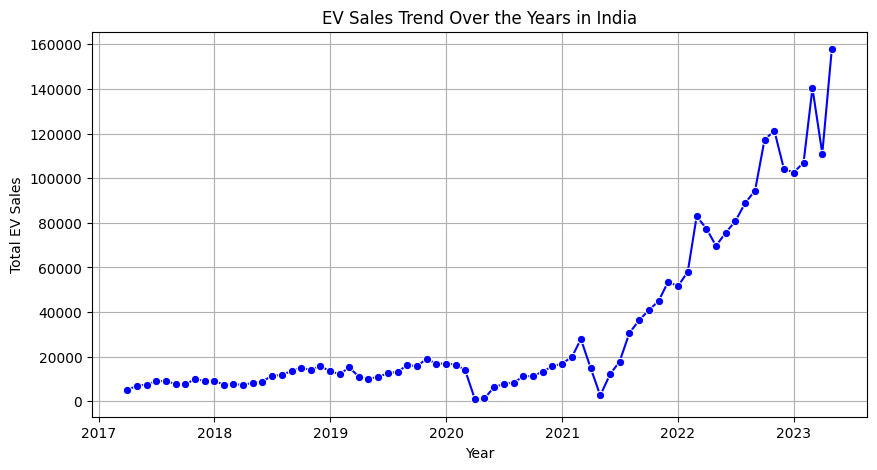 EV Sales Trend Over the Years in India
160000
140000
120000
100000
80000
60000
40000
20000
0
Total EV Sales
2017 2018 2019 2020 2021 2022 2023
Year